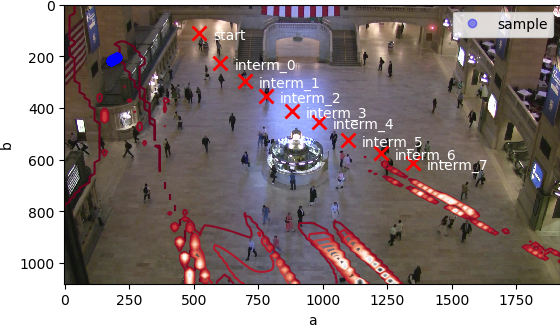 0
200
400
600
800
1000
b
0
250
500
750
1000
1250
1500
1750
a
sample
start
interm_0
interm_1
interm_2
interm_3
interm_4
interm_5
interm_6
interm_7